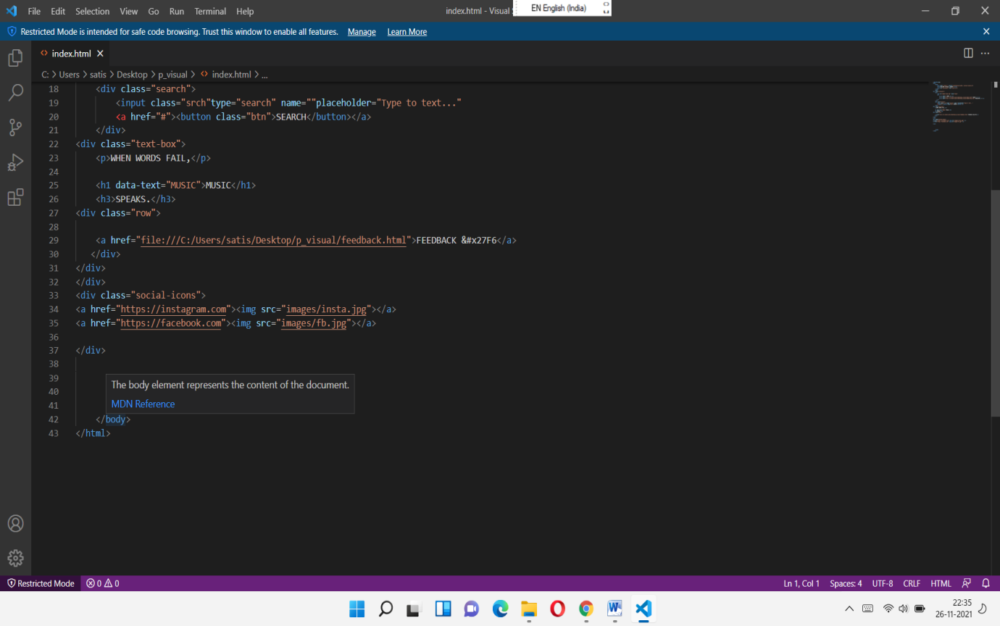 File Edit Selection View Go Run Terminal Help index.html - Visual S EN English (India)
Restricted Mode is intended for safe code browsing. Trust this window to enable all features. Manage Learn More
index.html
C: > Users > satis > Desktop > p_visual > <> index.html > ...
18 <div class="search">
19 <input class="srch"type="search" name=""placeholder="Type to text..."
20 <a href="#"><button class="btn">SEARCH</button></a>
21 </div>
22 <div class="text-box">
23 <p>WHEN WORDS FAIL,</p>
24
25 <h1 data-text="MUSIC">MUSIC</h1>
26 <h3>SPEAKS.</h3>
27 <div class="row">
28
29 <a href="file:///C:/Users/satis/Desktop/p_visual/feedback.html">FEEDBACK &#x27F6</a>
30 </div>
31 </div>
32 </div>
33 <div class="social-icons">
34 <a href="https://instagram.com"><img src="images/insta.jpg"></a>
35 <a href="https://facebook.com"><img src="images/fb.jpg"></a>
36
37 </div>
38
39 The body element represents the content of the document.
40
41 MDN Reference
42 </body>
43 </html>
Restricted Mode 0 0 Ln 1, Col 1 Spaces: 4 UTF-8 CRLF HTML
22:35
26-11-2021